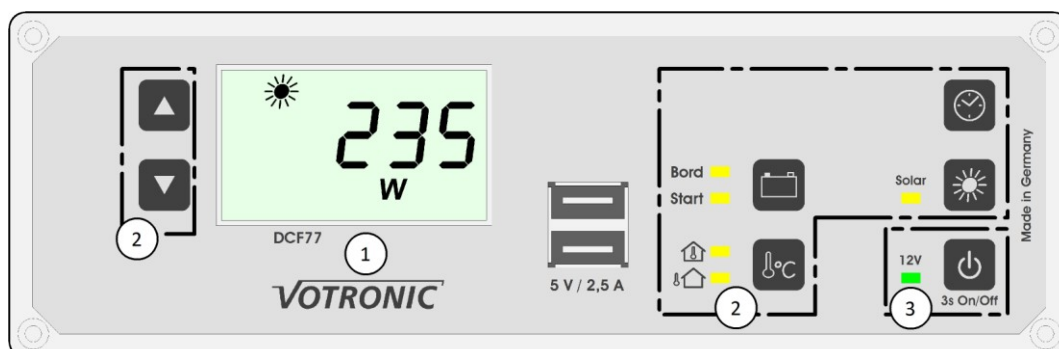 235
W
DCF77
1
VOTRONIC
2
5 V / 2,5 A
Bord
Start
°C
2
Solar
12V
3s On/Off
3
Made in Germany